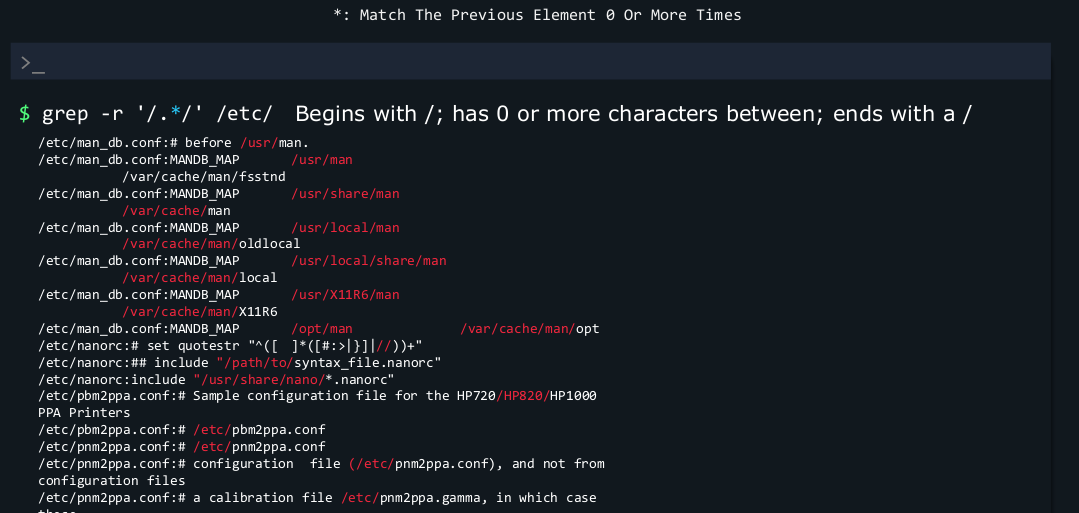 *: Match The Previous Element 0 Or More Times
>_
$ grep -r '/.*/' /etc/ Begins with /; has 0 or more characters between; ends with a /
/etc/man_db.conf:# before /usr/man.
/etc/man_db.conf:MANDB_MAP /usr/man
/var/cache/man/fsstnd
/etc/man_db.conf:MANDB_MAP /usr/share/man
/var/cache/man
/etc/man_db.conf:MANDB_MAP /usr/local/man
/var/cache/man/oldlocal
/etc/man_db.conf:MANDB_MAP /usr/local/share/man
/var/cache/man/local
/etc/man_db.conf:MANDB_MAP /usr/X11R6/man
/var/cache/man/X11R6
/etc/man_db.conf:MANDB_MAP /opt/man /var/cache/man/opt
/etc/nanorc:# set quotestr "^([ ]*([#:>|}]|//))+"
/etc/nanorc:## include "/path/to/syntax_file.nanorc"
/etc/nanorc:include "/usr/share/nano/*.nanorc"
/etc/pbm2ppa.conf:# Sample configuration file for the HP720/HP820/HP1000
PPA Printers
/etc/pbm2ppa.conf:# /etc/pbm2ppa.conf
/etc/pnm2ppa.conf:# /etc/pnm2ppa.conf
/etc/pnm2ppa.conf:# configuration file (/etc/pnm2ppa.conf), and not from
configuration files
/etc/pnm2ppa.conf:# a calibration file /etc/pnm2ppa.gamma, in which case